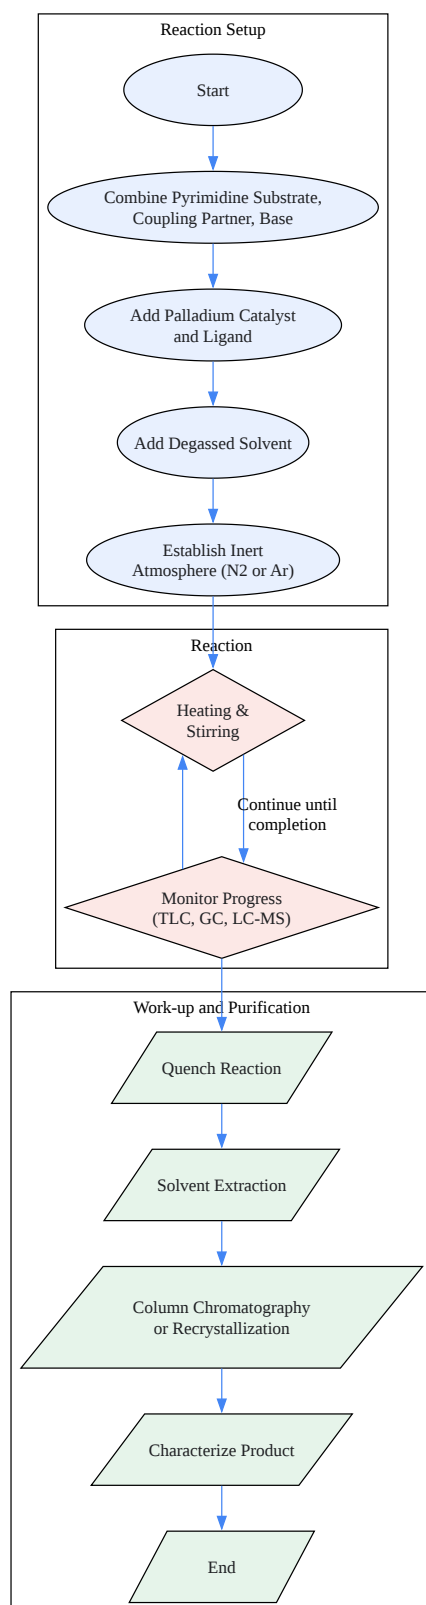 Reaction Setup
Start
Combine Pyrimidine Substrate,
Coupling Partner, Base
Add Palladium Catalyst
and Ligand
Add Degassed Solvent
Establish Inert
Atmosphere (N2 or Ar)
Reaction
Heating &
Stirring
Continue until
completion
Monitor Progress
(TLC, GC, LC-MS)
Work-up and Purification
Quench Reaction
Solvent Extraction
Column Chromatography
or Recrystallization
Characterize Product
End